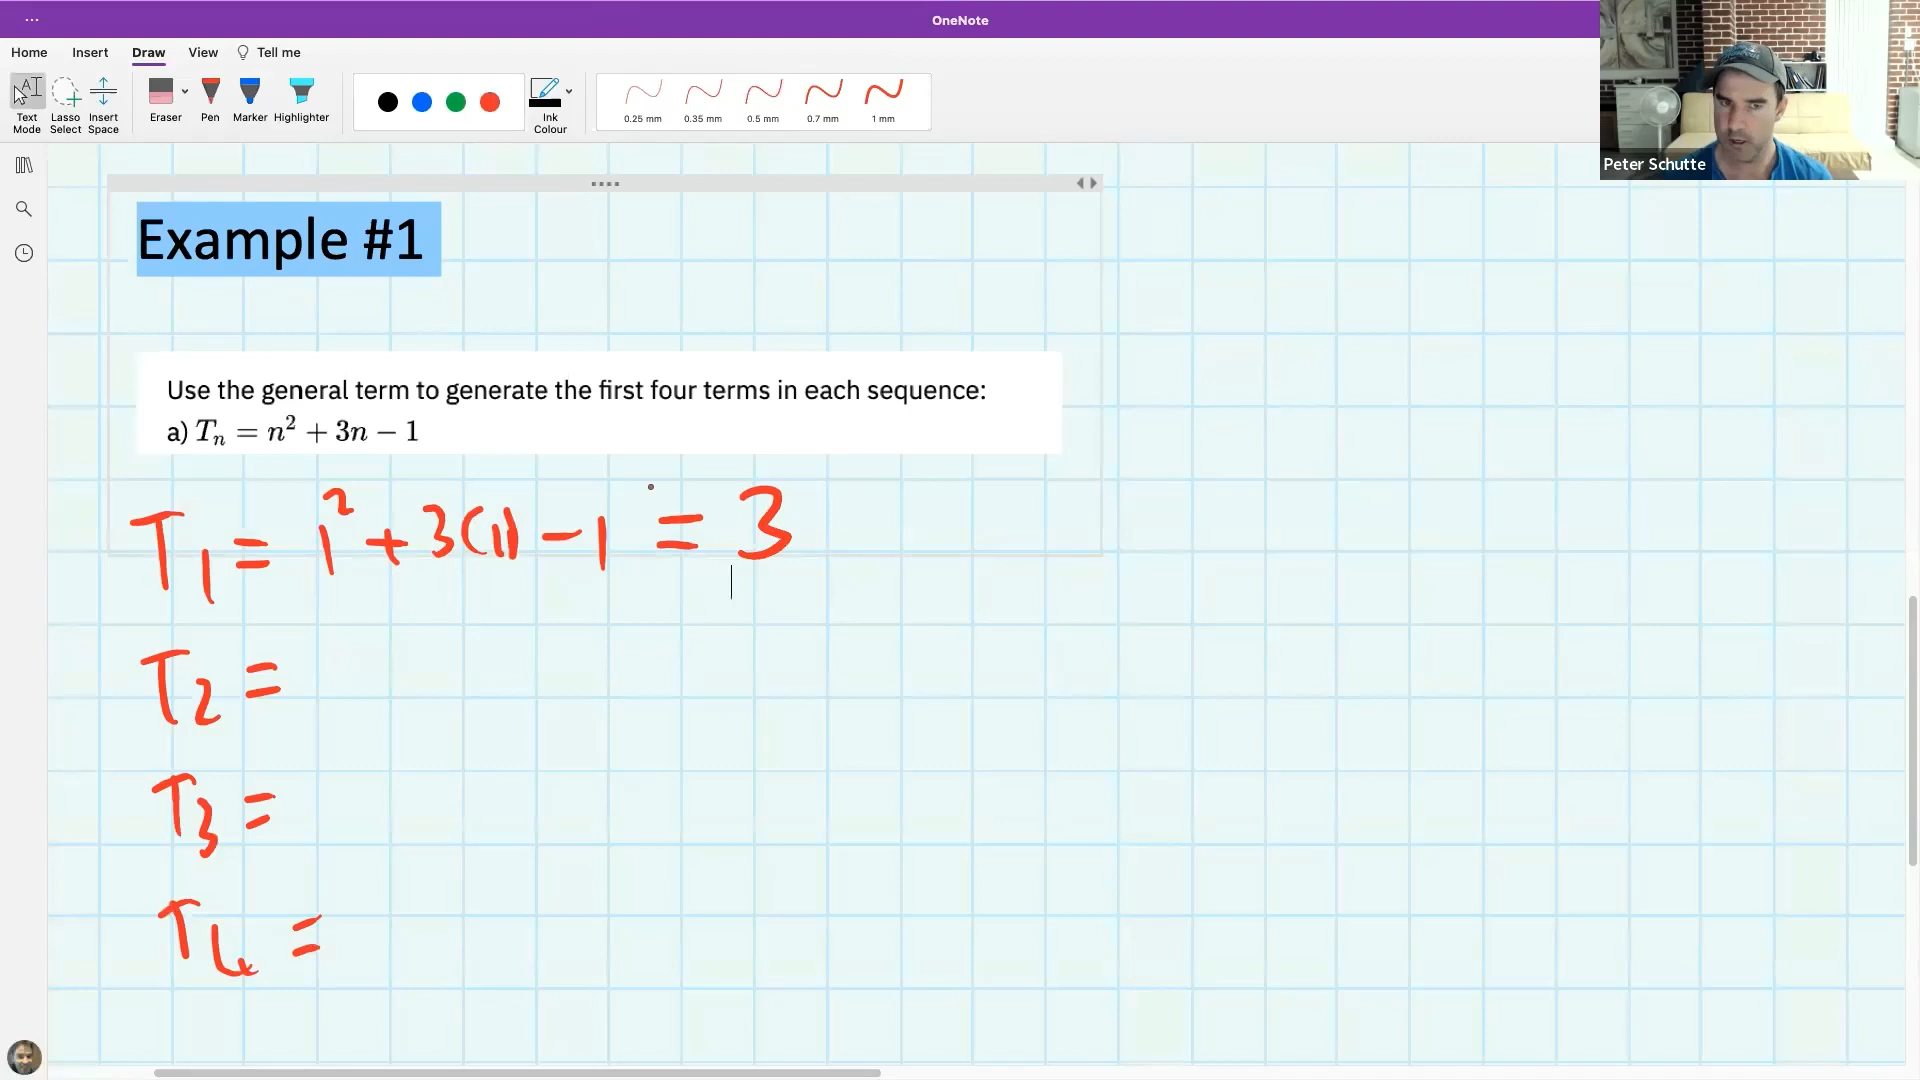 OneNote
Home Insert Draw View Tell me
Text Mode
Lasso Select
Insert Space
Eraser
Pen
Marker
Highlighter
Ink Colour
0.25 mm
0.35 mm
0.5 mm
0.7 mm
1 mm
Peter Schutte
Example #1
Use the general term to generate the first four terms in each sequence:
a) Tₙ = n² + 3n − 1
T₁ = 1² + 3(1) − 1 = 3
T₂ =
T₃ =
T₄ =